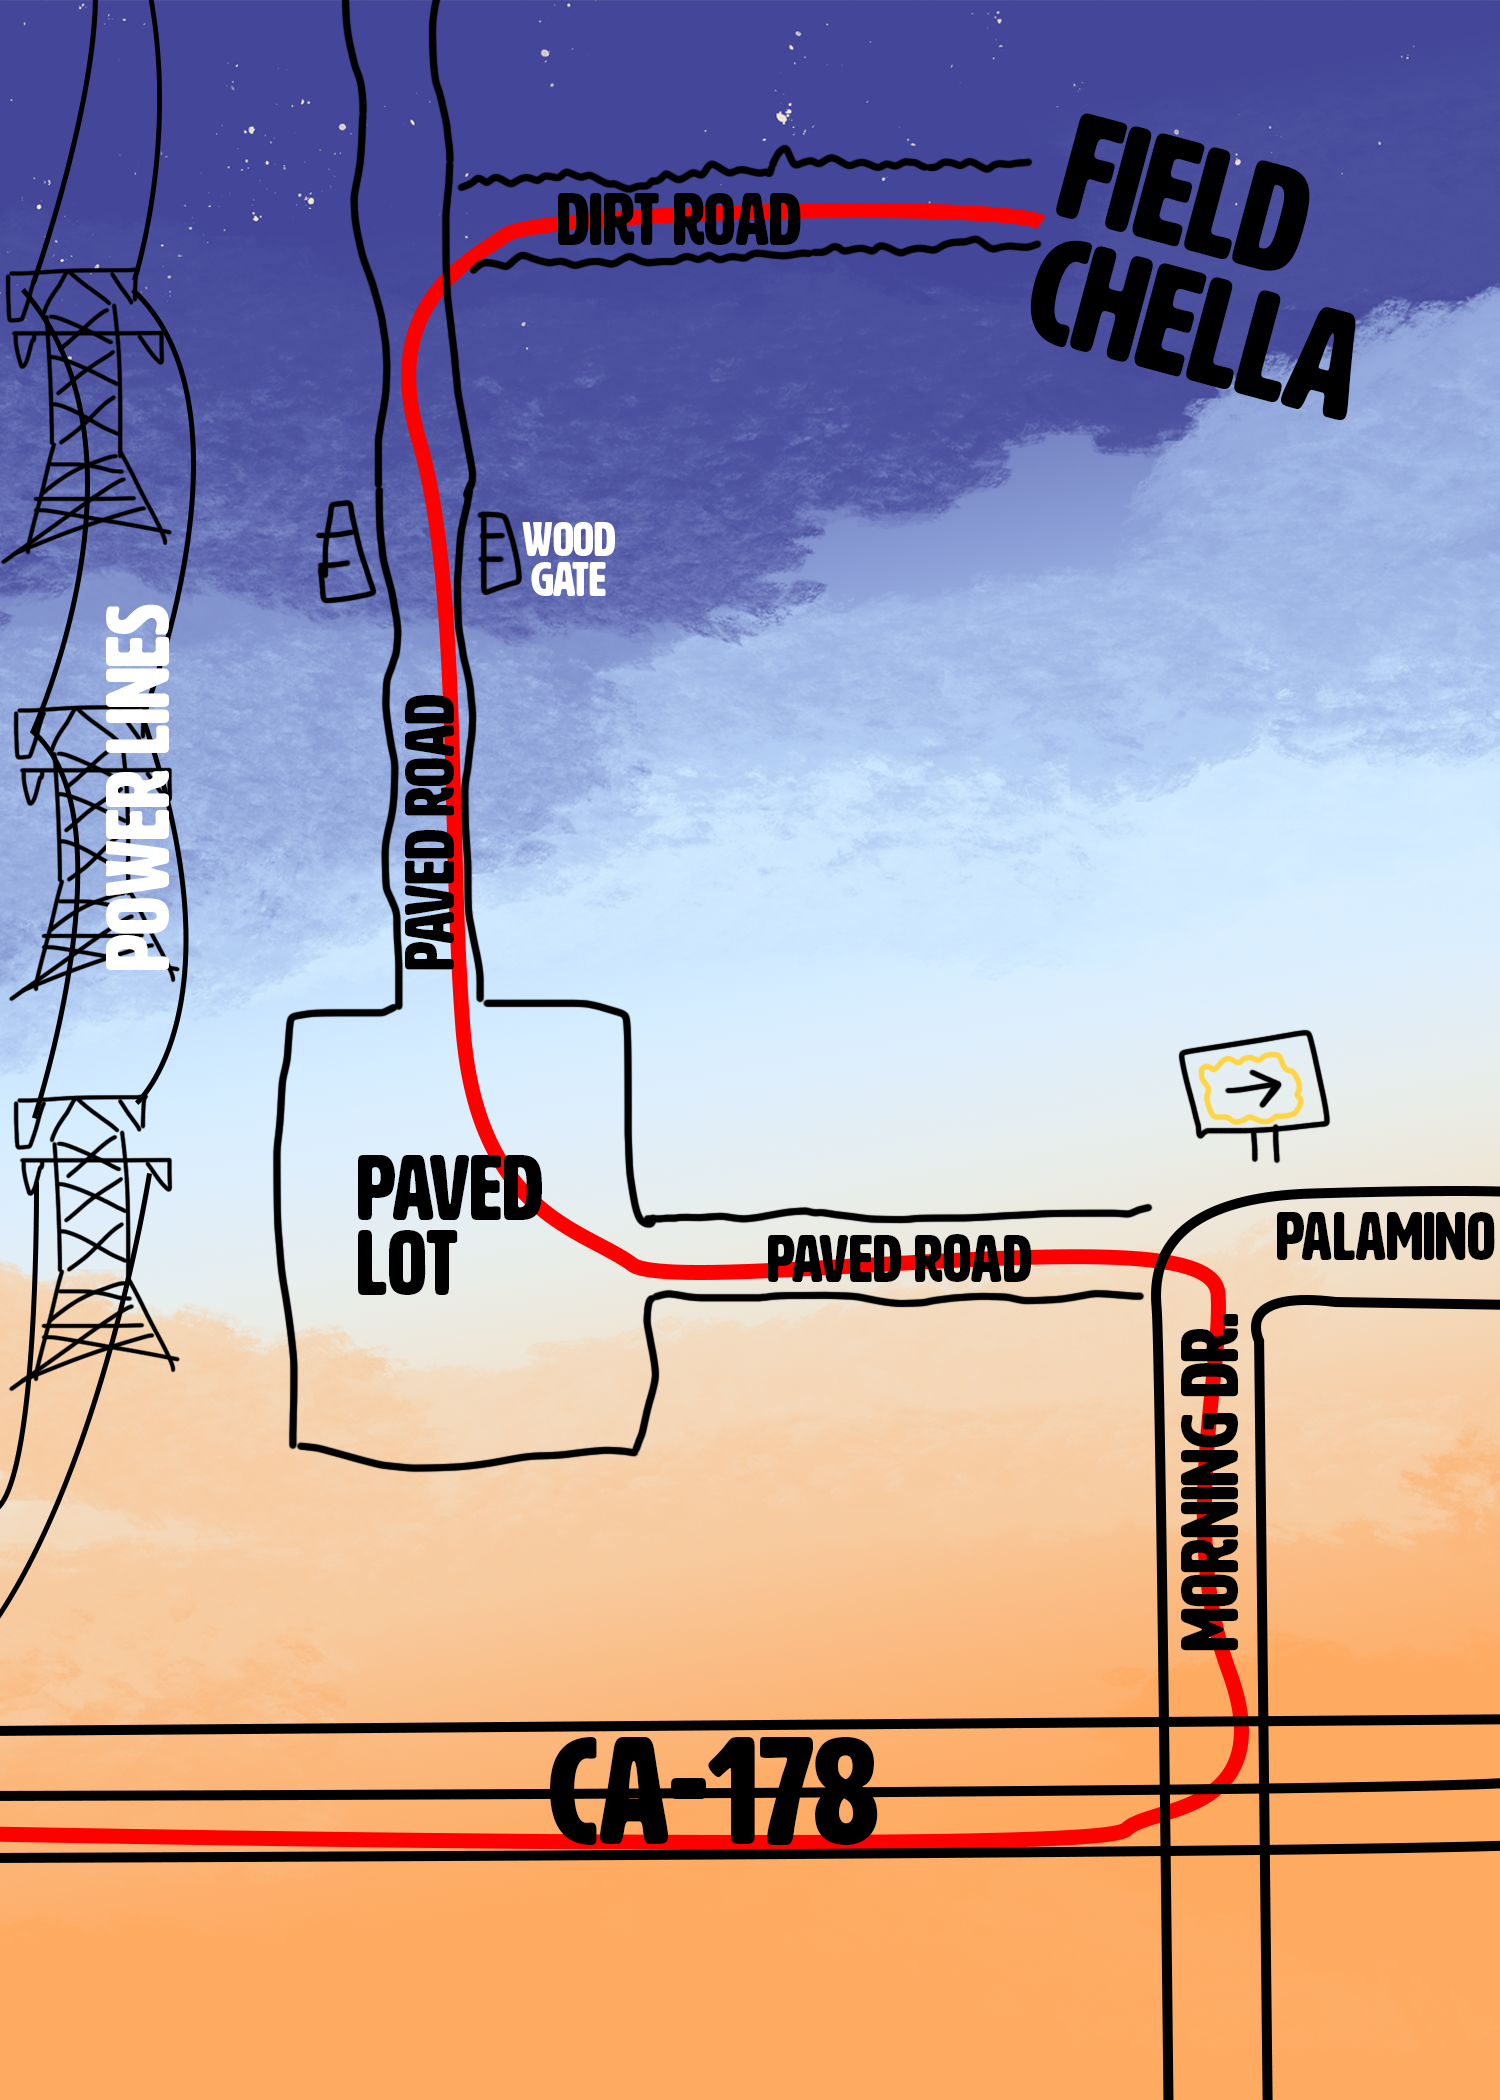 FIELD
CHELLA
DIRT ROAD
WOOD
GATE
POWER LINES
PAVED ROAD
PAVED
LOT
PAVED ROAD
PALAMINO
MORNING DR.
CA-178